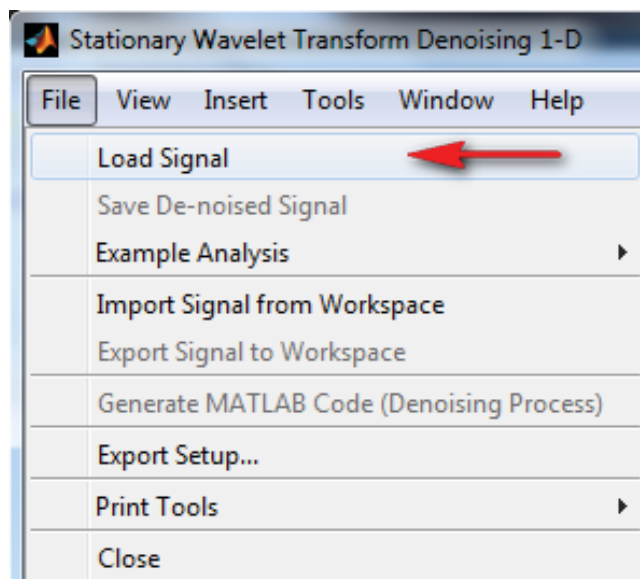 Stationary Wavelet Transform Denoising 1-D
File View Insert Tools Window Help
Load Signal
Save De-noised Signal
Example Analysis
Import Signal from Workspace
Export Signal to Workspace
Generate MATLAB Code (Denoising Process)
Export Setup...
Print Tools
Close